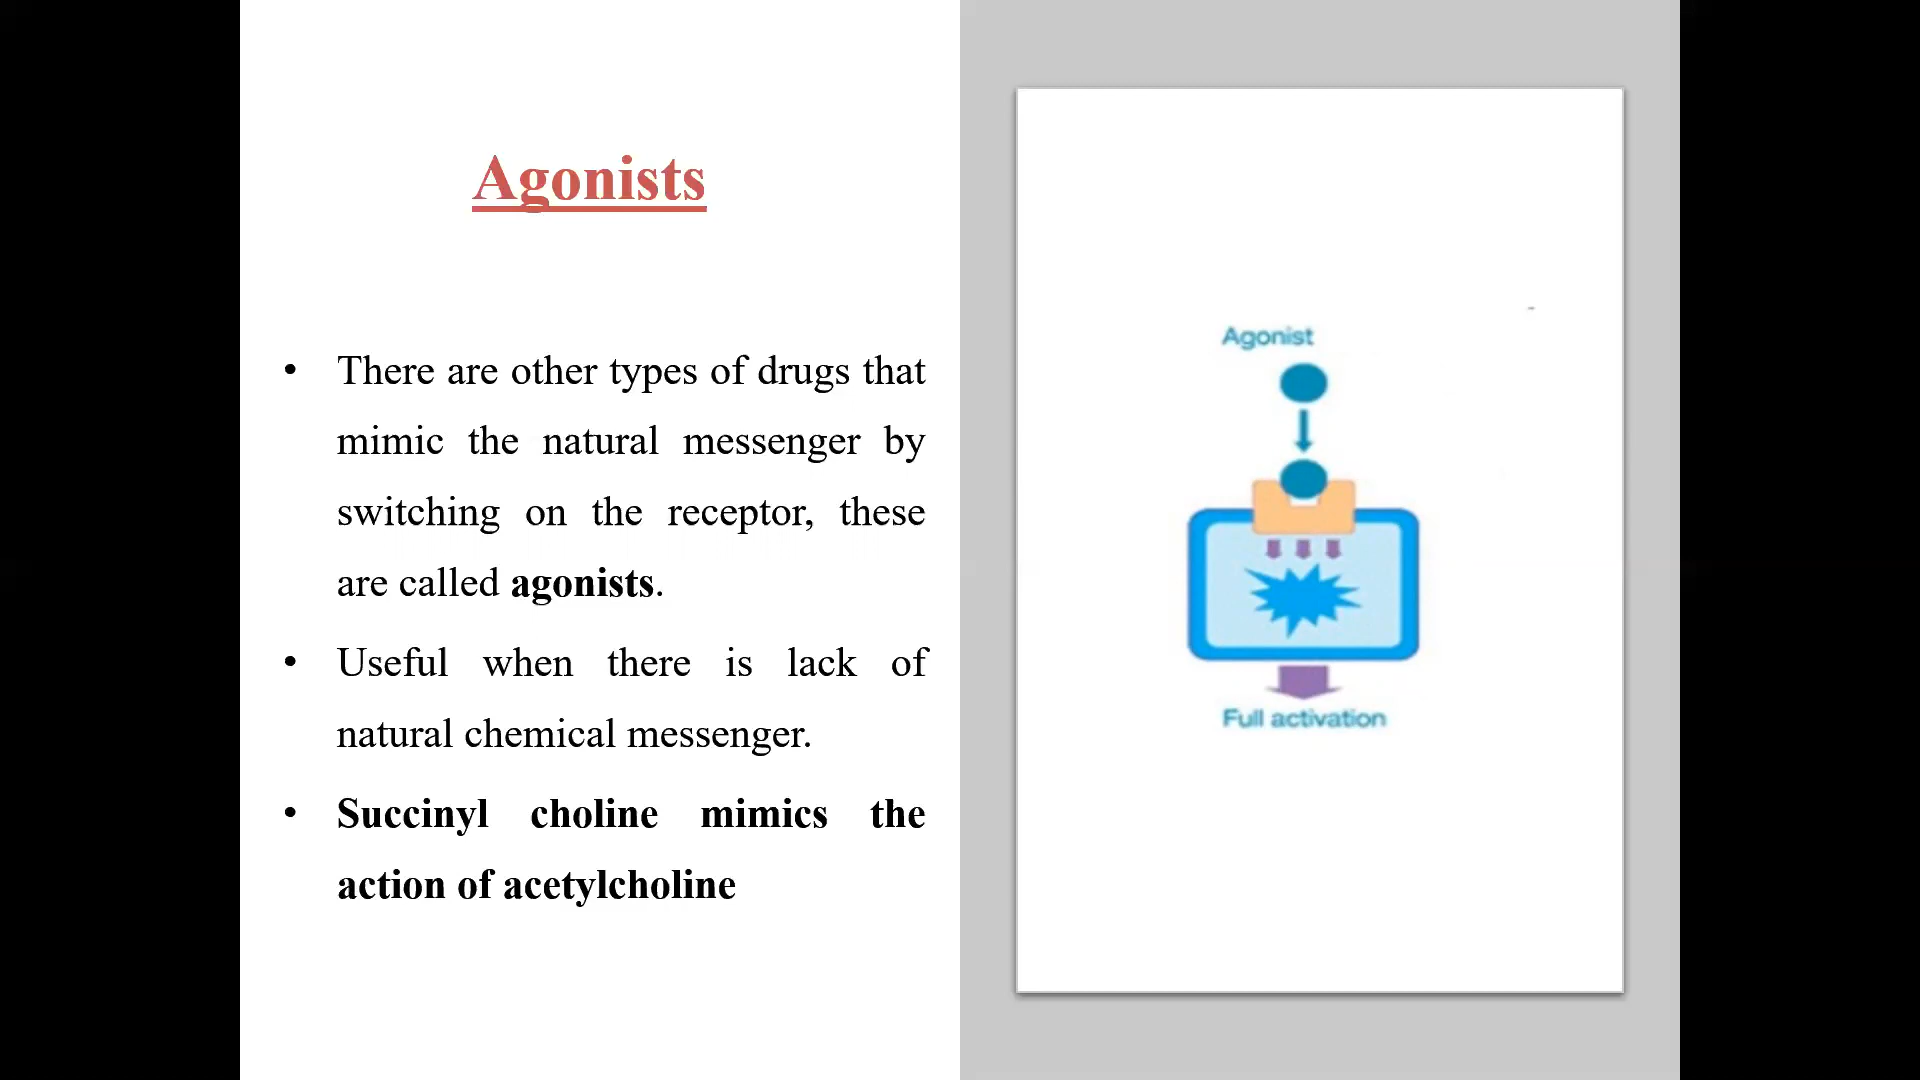 Agonists
• There are other types of drugs that
mimic the natural messenger by
switching on the receptor, these
are called agonists.
• Useful when there is lack of
natural chemical messenger.
• Succinyl choline mimics the
action of acetylcholine
Agonist
Full activation